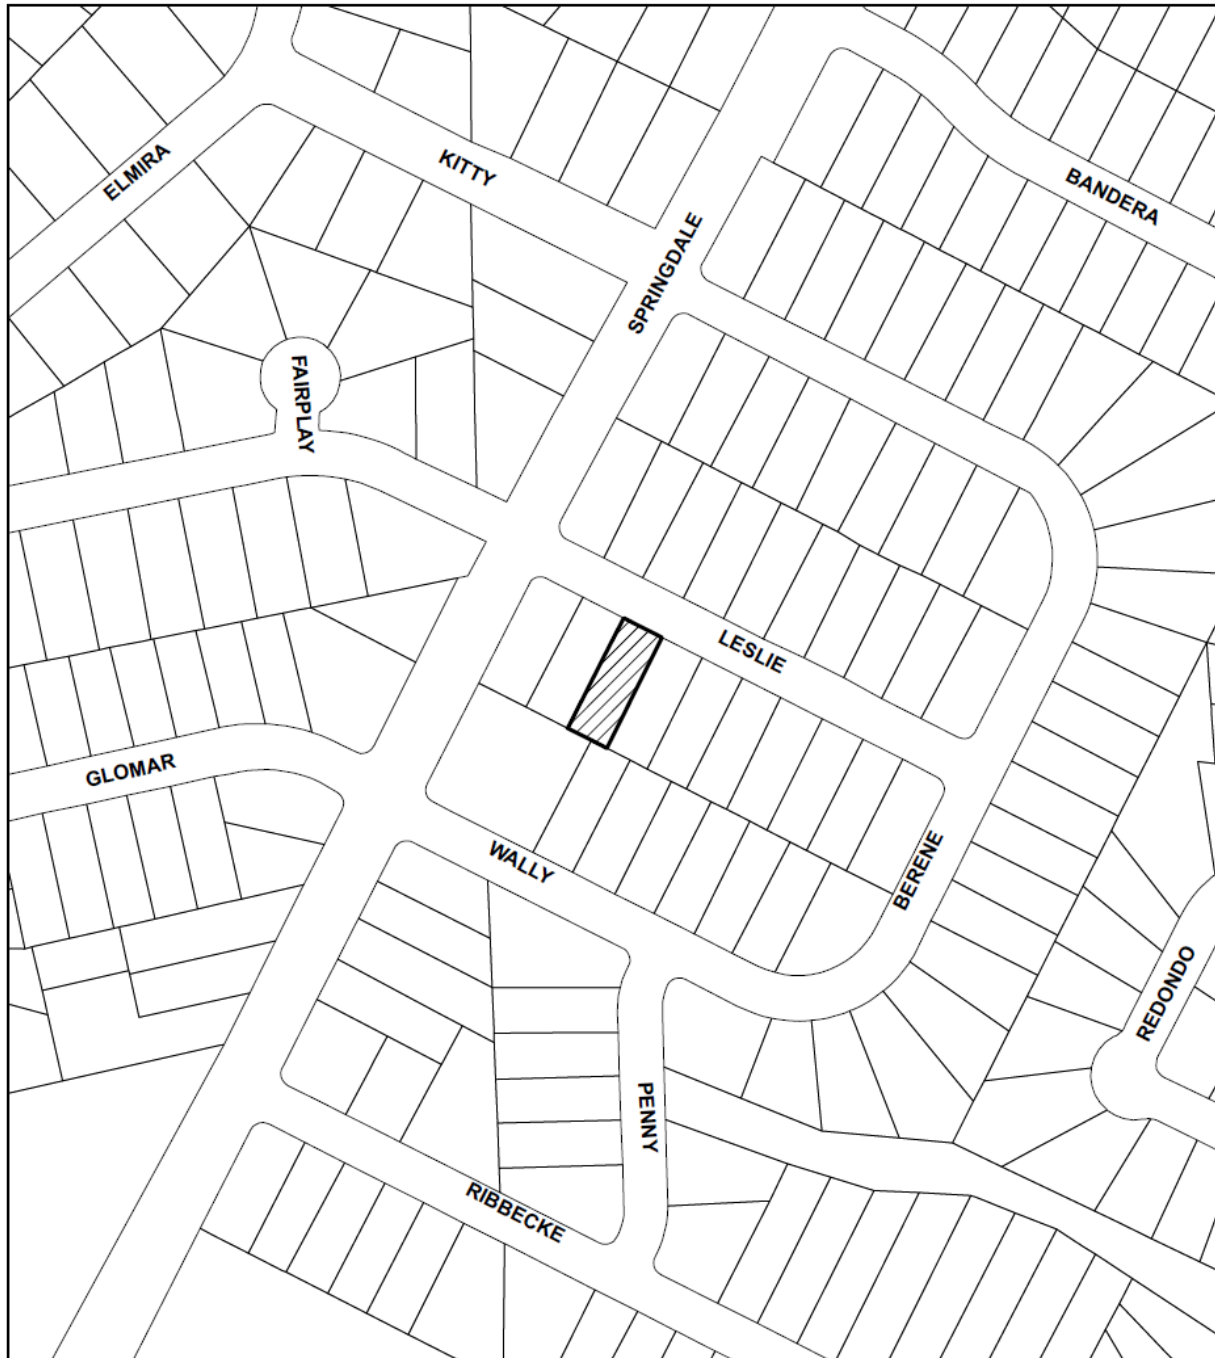 ELMIRA
KITTY
BANDERA
SPRINGDALE
FAIRPLAY
LESLIE
GLOMAR
WALLY
BERENE
REDONDO
PENNY
RIBBECKE